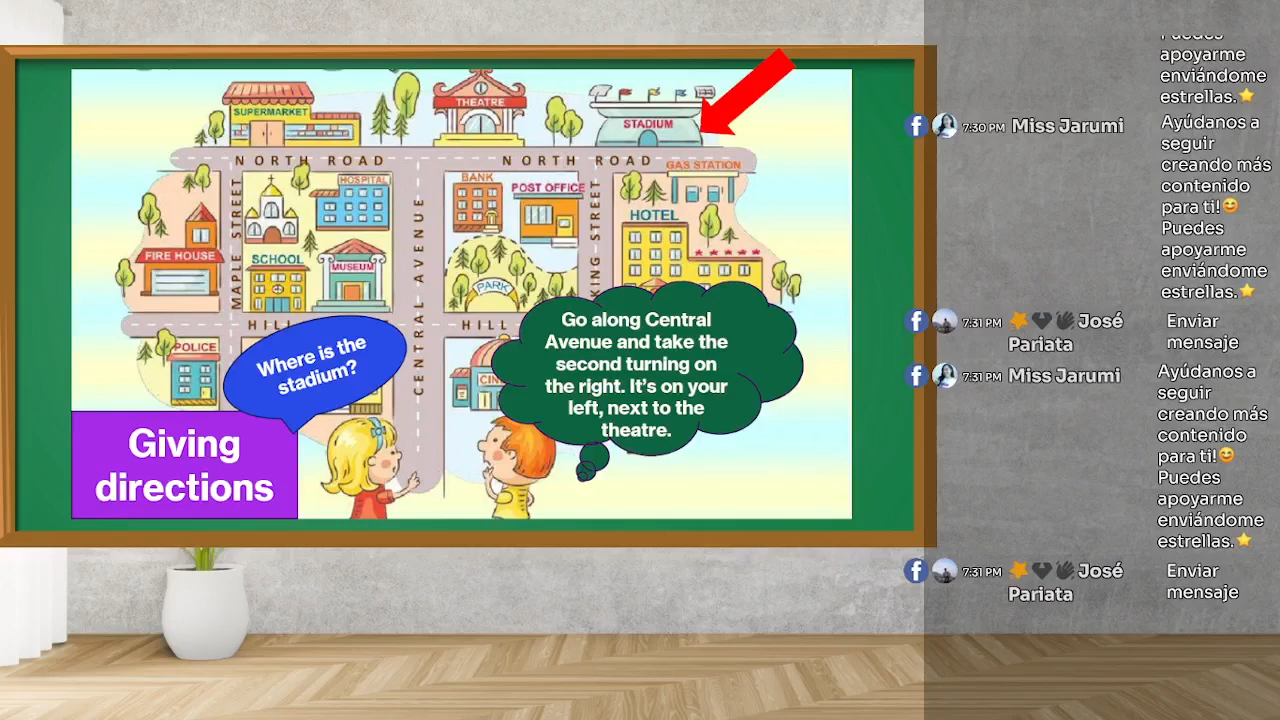 SUPERMARKET
THEATRE
STADIUM
NORTH ROAD
NORTH ROAD
GAS STATION
HOSPITAL
BANK
POST OFFICE
HOTEL
MAPLE STREET
CENTRAL AVENUE
KING STREET
FIRE HOUSE
SCHOOL
MUSEUM
PARK
HILL
HILL
POLICE
Where is the
stadium?
Go along Central
Avenue and take the
second turning on
the right. It's on your
left, next to the
theatre.
Giving
directions
apoyarme
enviándome
estrellas.⭐
7:30 PM Miss Jarumi
Ayúdanos a
seguir
creando más
contenido
para ti!😊
Puedes
apoyarme
enviándome
estrellas.⭐
7:31 PM José
Pariata
Enviar
mensaje
7:31 PM Miss Jarumi
Ayúdanos a
seguir
creando más
contenido
para ti!😊
Puedes
apoyarme
enviándome
estrellas.⭐
7:31 PM José
Pariata
Enviar
mensaje